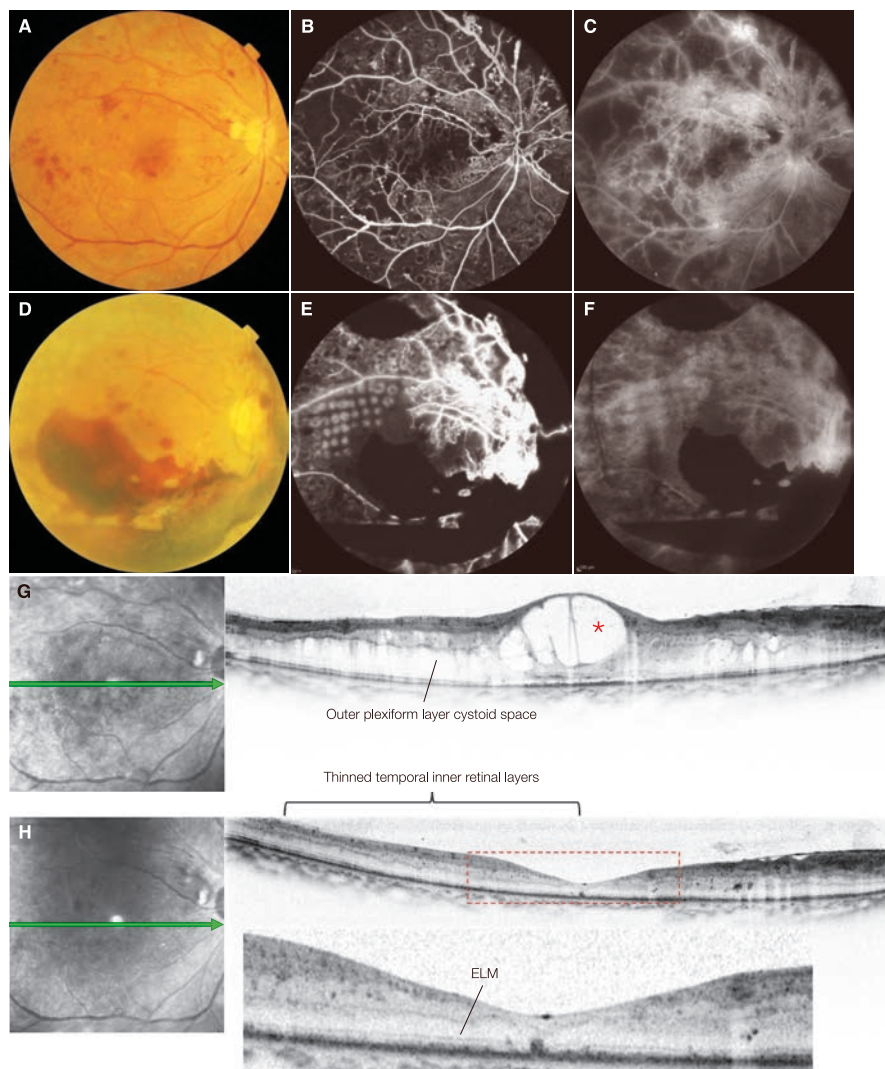 A
B
C
D
E
F
G
*
Outer plexiform layer cystoid space
Thinned temporal inner retinal layers
H
ELM